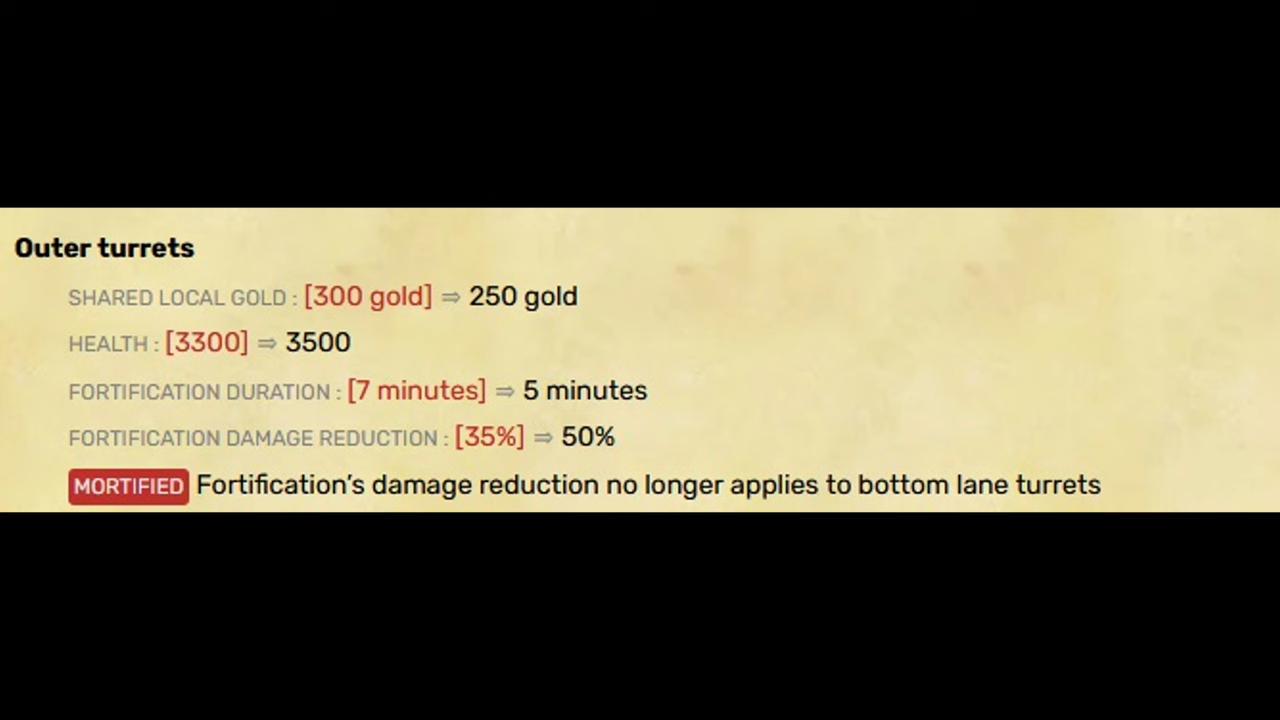 Outer turrets
SHARED LOCAL GOLD : [300 gold] ⇒ 250 gold
HEALTH : [3300] ⇒ 3500
FORTIFICATION DURATION : [7 minutes] ⇒ 5 minutes
FORTIFICATION DAMAGE REDUCTION : [35%] ⇒ 50%
MORTIFIED Fortification’s damage reduction no longer applies to bottom lane turrets